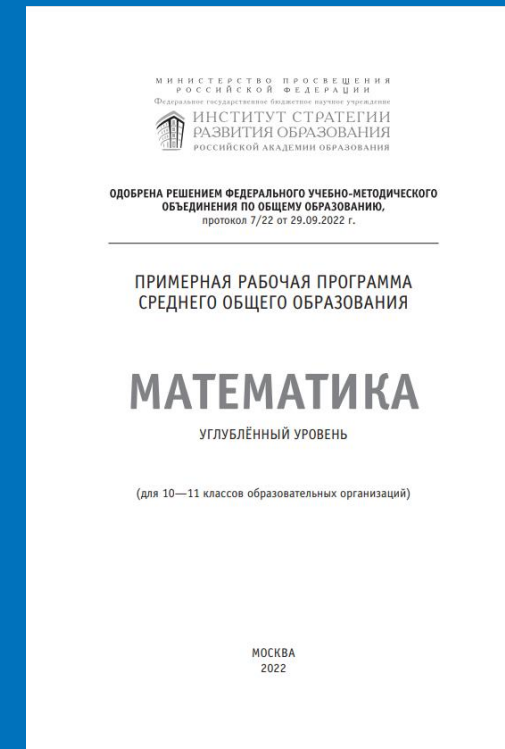 МИНИСТЕРСТВО ПРОСВЕЩЕНИЯ
РОССИЙСКОЙ ФЕДЕРАЦИИ
Федеральное государственное бюджетное научное учреждение
ИНСТИТУТ СТРАТЕГИИ
РАЗВИТИЯ ОБРАЗОВАНИЯ
РОССИЙСКОЙ АКАДЕМИИ ОБРАЗОВАНИЯ
ОДОБРЕНА РЕШЕНИЕМ ФЕДЕРАЛЬНОГО УЧЕБНО-МЕТОДИЧЕСКОГО
ОБЪЕДИНЕНИЯ ПО ОБЩЕМУ ОБРАЗОВАНИЮ,
протокол 7/22 от 29.09.2022 г.
ПРИМЕРНАЯ РАБОЧАЯ ПРОГРАММА
СРЕДНЕГО ОБЩЕГО ОБРАЗОВАНИЯ
МАТЕМАТИКА
УГЛУБЛЁННЫЙ УРОВЕНЬ
(для 10—11 классов образовательных организаций)
МОСКВА
2022